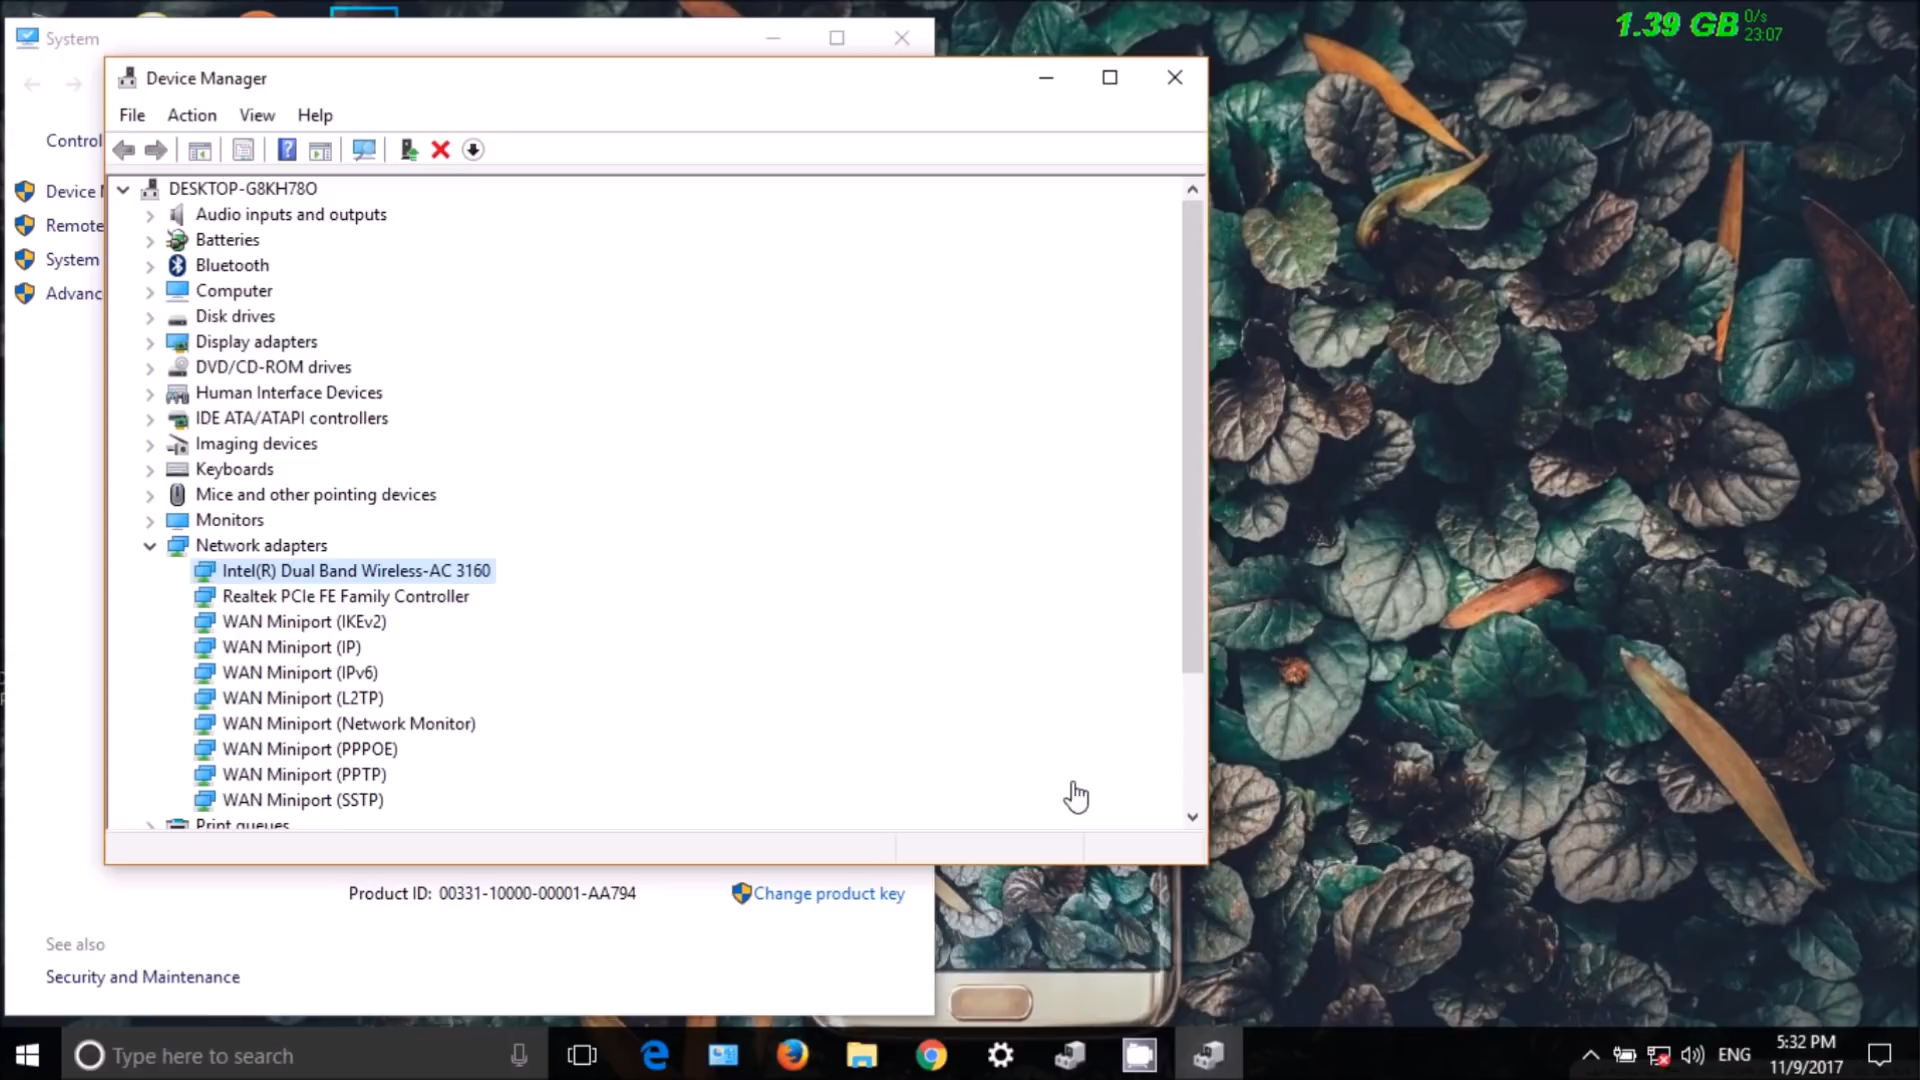 System
1.39 GB
0/s
23:07
Device Manager
File Action View Help
Control
Device M
Remote
System
Advanc
DESKTOP-G8KH78O
Audio inputs and outputs
Batteries
Bluetooth
Computer
Disk drives
Display adapters
DVD/CD-ROM drives
Human Interface Devices
IDE ATA/ATAPI controllers
Imaging devices
Keyboards
Mice and other pointing devices
Monitors
Network adapters
Intel(R) Dual Band Wireless-AC 3160
Realtek PCIe FE Family Controller
WAN Miniport (IKEv2)
WAN Miniport (IP)
WAN Miniport (IPv6)
WAN Miniport (L2TP)
WAN Miniport (Network Monitor)
WAN Miniport (PPPOE)
WAN Miniport (PPTP)
WAN Miniport (SSTP)
Print queues
Product ID: 00331-10000-00001-AA794
Change product key
See also
Security and Maintenance
Type here to search
ENG
5:32 PM
11/9/2017